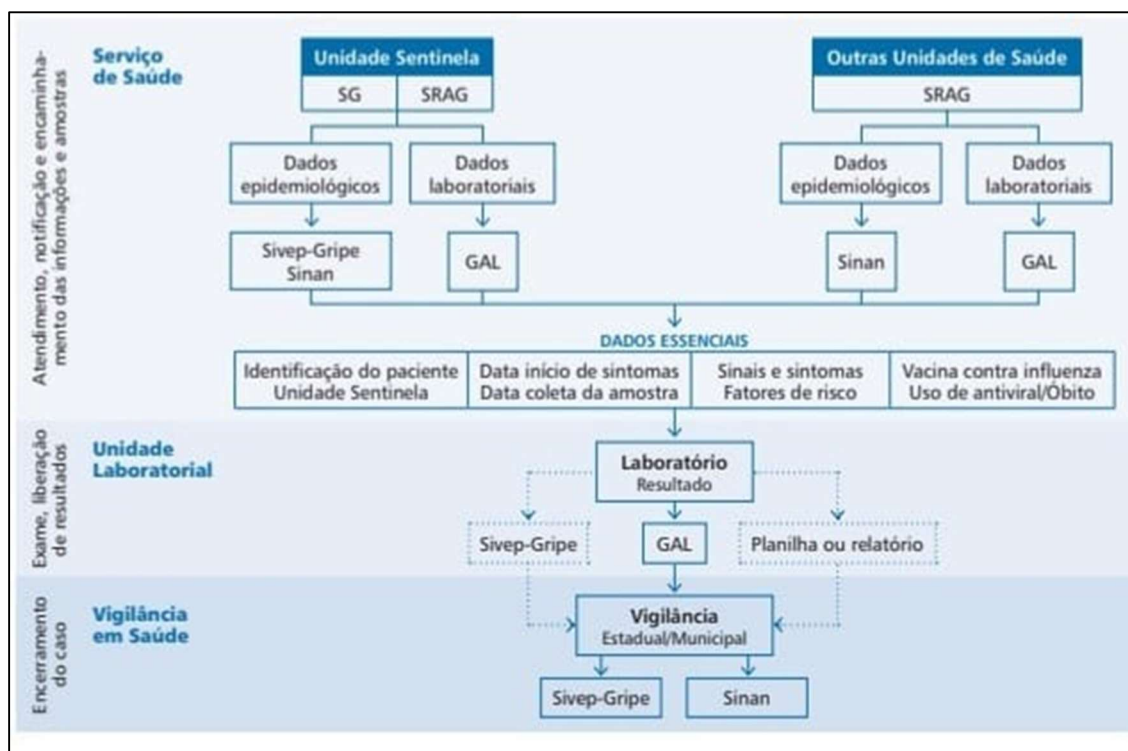 Atendimento, notificação e encaminha-
mento das informações e amostras
Serviço
de Saúde
Unidade Sentinela
SG
SRAG
Outras Unidades de Saúde
SRAG
Dados
epidemiológicos
Dados
laboratoriais
Dados
epidemiológicos
Dados
laboratoriais
Sivep-Gripe
Sinan
GAL
Sinan
GAL
DADOS ESSENCIAIS
Identificação do paciente
Unidade Sentinela
Data início de sintomas
Data coleta da amostra
Sinais e sintomas
Fatores de risco
Vacina contra influenza
Uso de antiviral/Óbito
Exame, liberação
de resultados
Unidade
Laboratorial
Laboratório
Resultado
Sivep-Gripe
GAL
Planilha ou relatório
Encerramento
do caso
Vigilância
em Saúde
Vigilância
Estadual/Municipal
Sivep-Gripe
Sinan